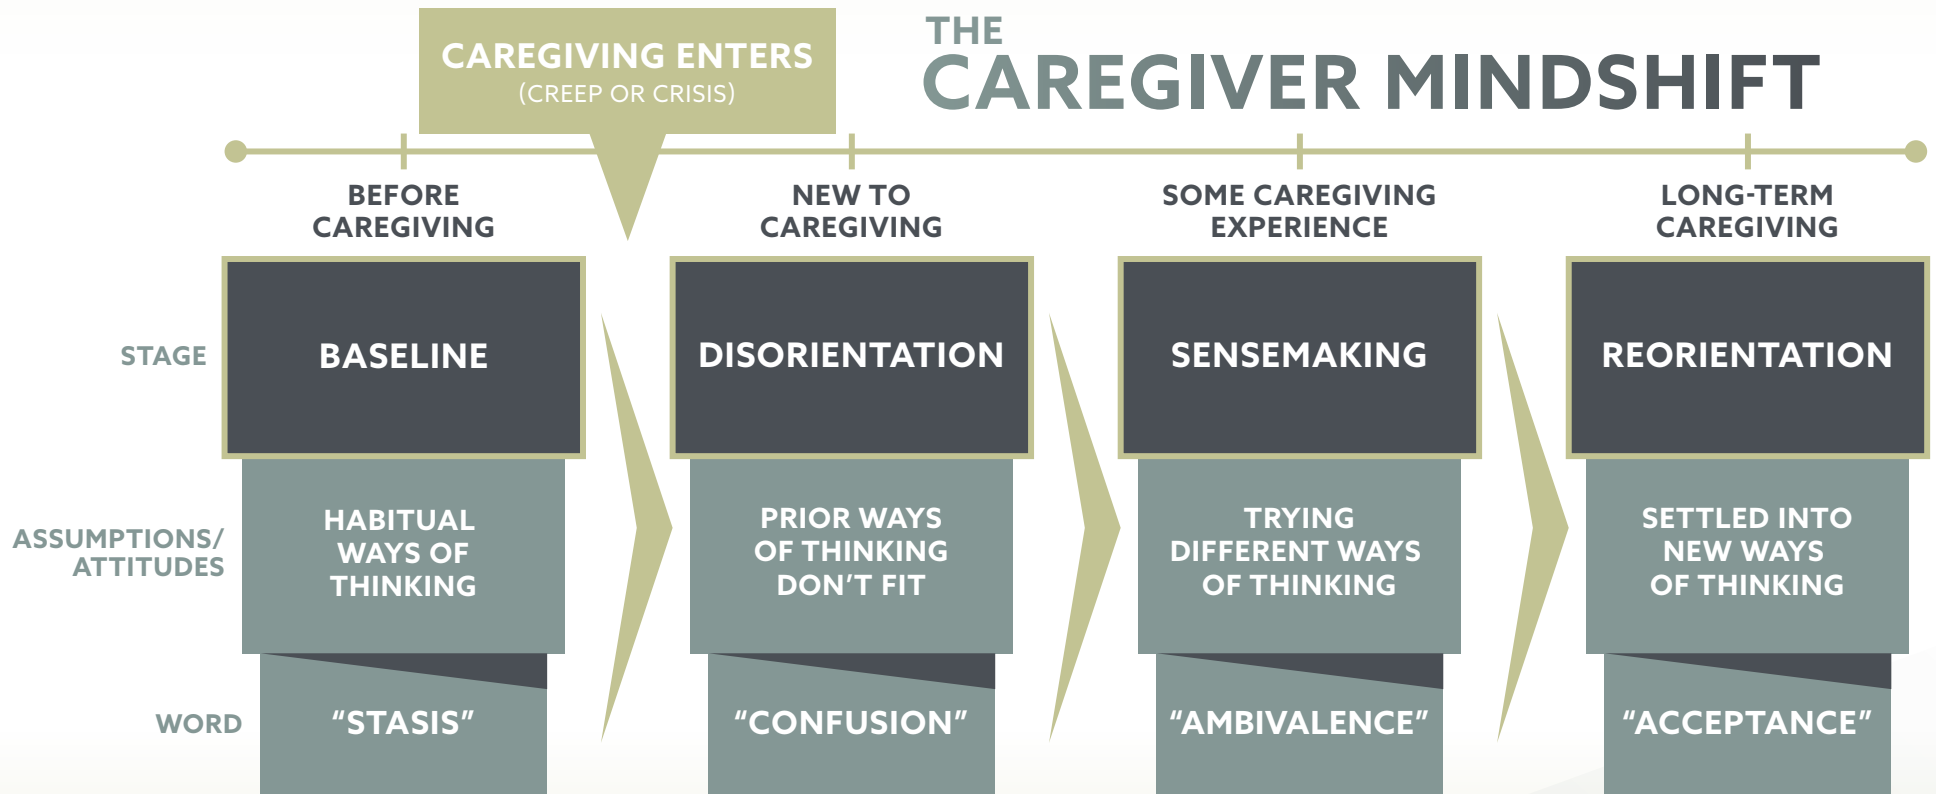 CAREGIVING ENTERS
(CREEP OR CRISIS)
THE
CAREGIVER MINDSHIFT
BEFORE
CAREGIVING
NEW TO
CAREGIVING
SOME CAREGIVING
EXPERIENCE
LONG-TERM
CAREGIVING
STAGE
BASELINE
DISORIENTATION
SENSEMAKING
REORIENTATION
ASSUMPTIONS/
ATTITUDES
HABITUAL
WAYS OF
THINKING
PRIOR WAYS
OF THINKING
DON’T FIT
TRYING
DIFFERENT WAYS
OF THINKING
SETTLED INTO
NEW WAYS
OF THINKING
WORD
“STASIS”
“CONFUSION”
“AMBIVALENCE”
“ACCEPTANCE”